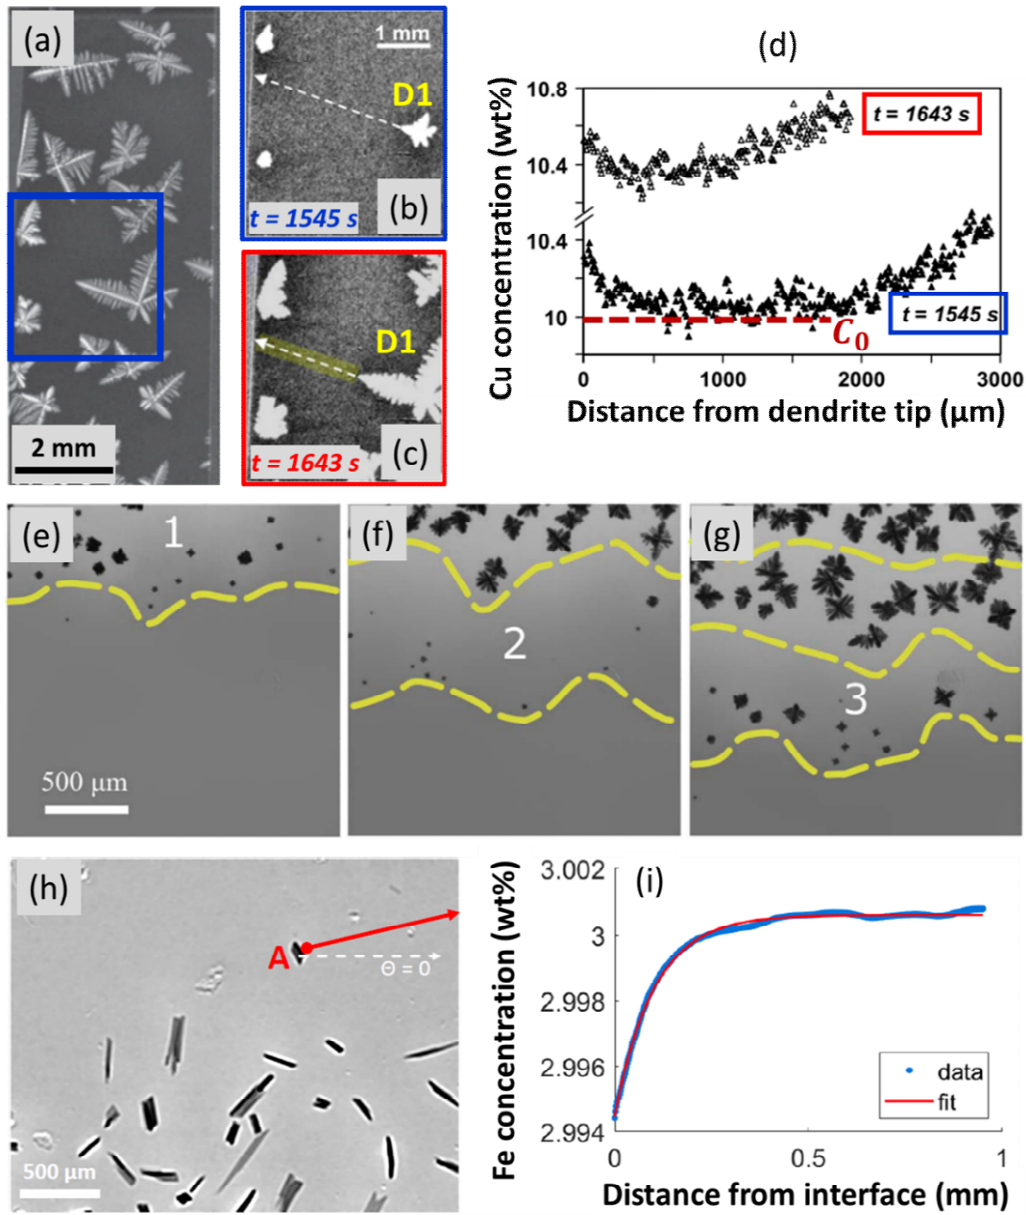 (a)
2 mm
1 mm
D1
(b)
t = 1545 s
D1
(c)
t = 1643 s
(d)
Cu concentration (wt%)
10.8
10.4
10.4
10
t = 1643 s
t = 1545 s
C0
0
1000
2000
3000
Distance from dendrite tip (μm)
(e)
1
500 μm
(f)
2
(g)
3
(h)
A
Θ = 0
500 μm
(i)
Fe concentration (wt%)
3.002
3
2.998
2.996
2.994
data
fit
0
0.5
1
Distance from interface (mm)